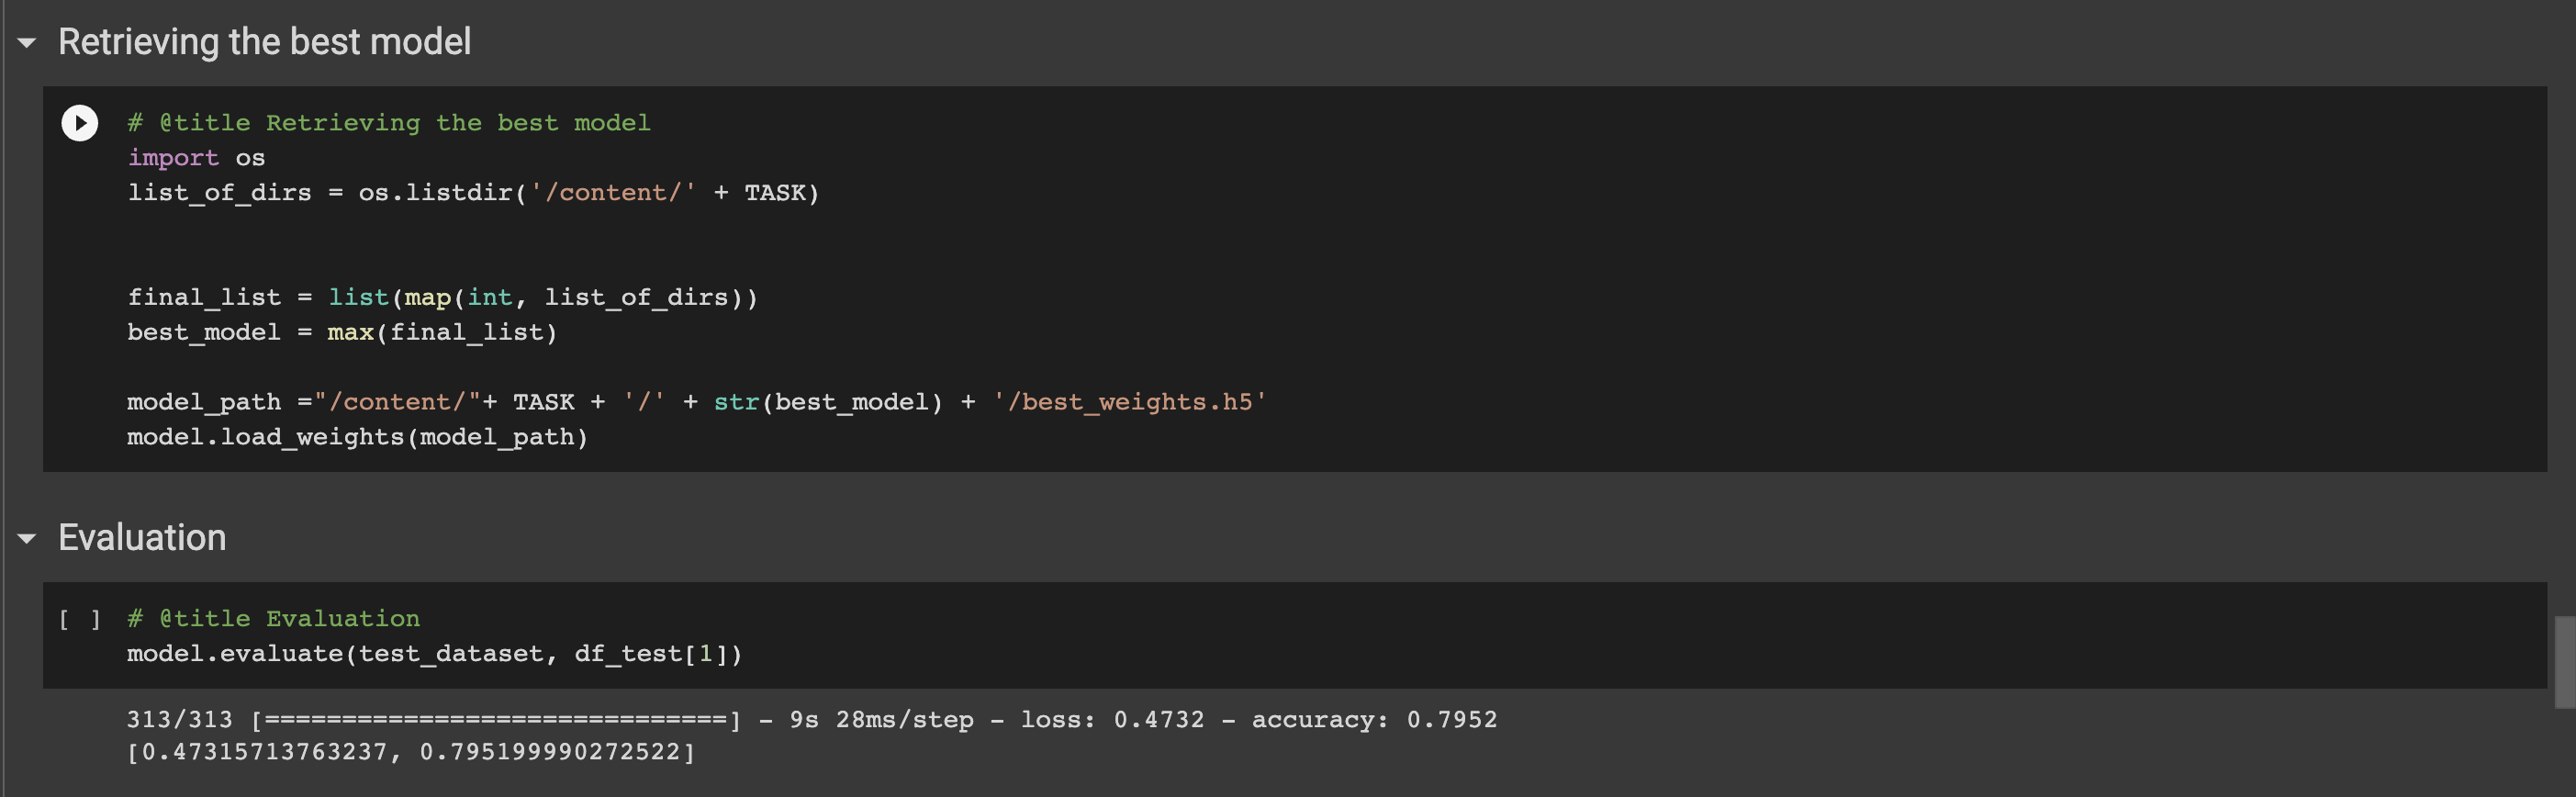 Retrieving the best model
# @title Retrieving the best model
import os
list_of_dirs = os.listdir('/content/' + TASK)
final_list = list(map(int, list_of_dirs))
best_model = max(final_list)
model_path ="/content/"+ TASK + '/' + str(best_model) + '/best_weights.h5'
model.load_weights(model_path)
Evaluation
[ ] # @title Evaluation
model.evaluate(test_dataset, df_test[1])
313/313 [==============================] - 9s 28ms/step - loss: 0.4732 - accuracy: 0.7952
[0.47315713763237, 0.795199990272522]